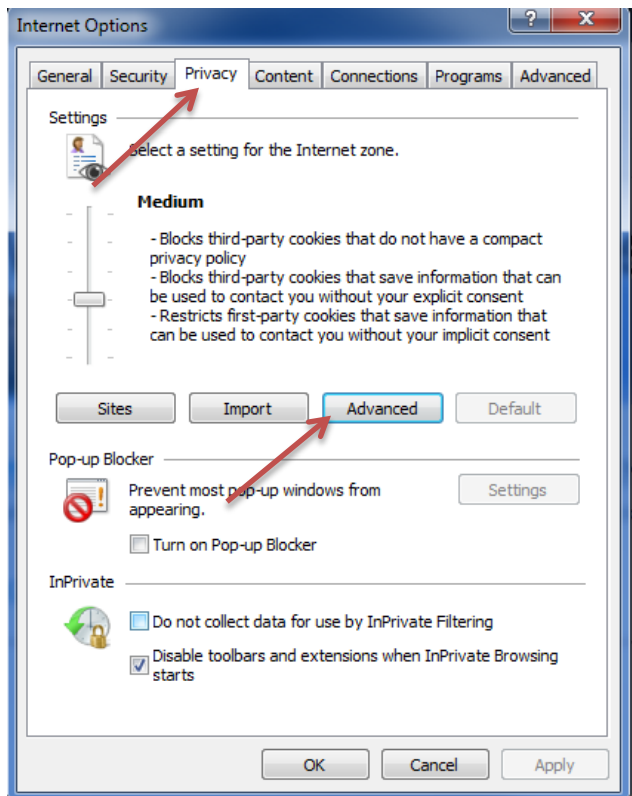 Internet Options
? X
General Security Privacy Content Connections Programs Advanced
Settings
Select a setting for the Internet zone.
Medium
- Blocks third-party cookies that do not have a compact
privacy policy
- Blocks third-party cookies that save information that can
be used to contact you without your explicit consent
- Restricts first-party cookies that save information that
can be used to contact you without your implicit consent
Sites Import Advanced Default
Pop-up Blocker
Prevent most pop-up windows from
appearing.
Settings
Turn on Pop-up Blocker
InPrivate
Do not collect data for use by InPrivate Filtering
Disable toolbars and extensions when InPrivate Browsing
starts
OK Cancel Apply